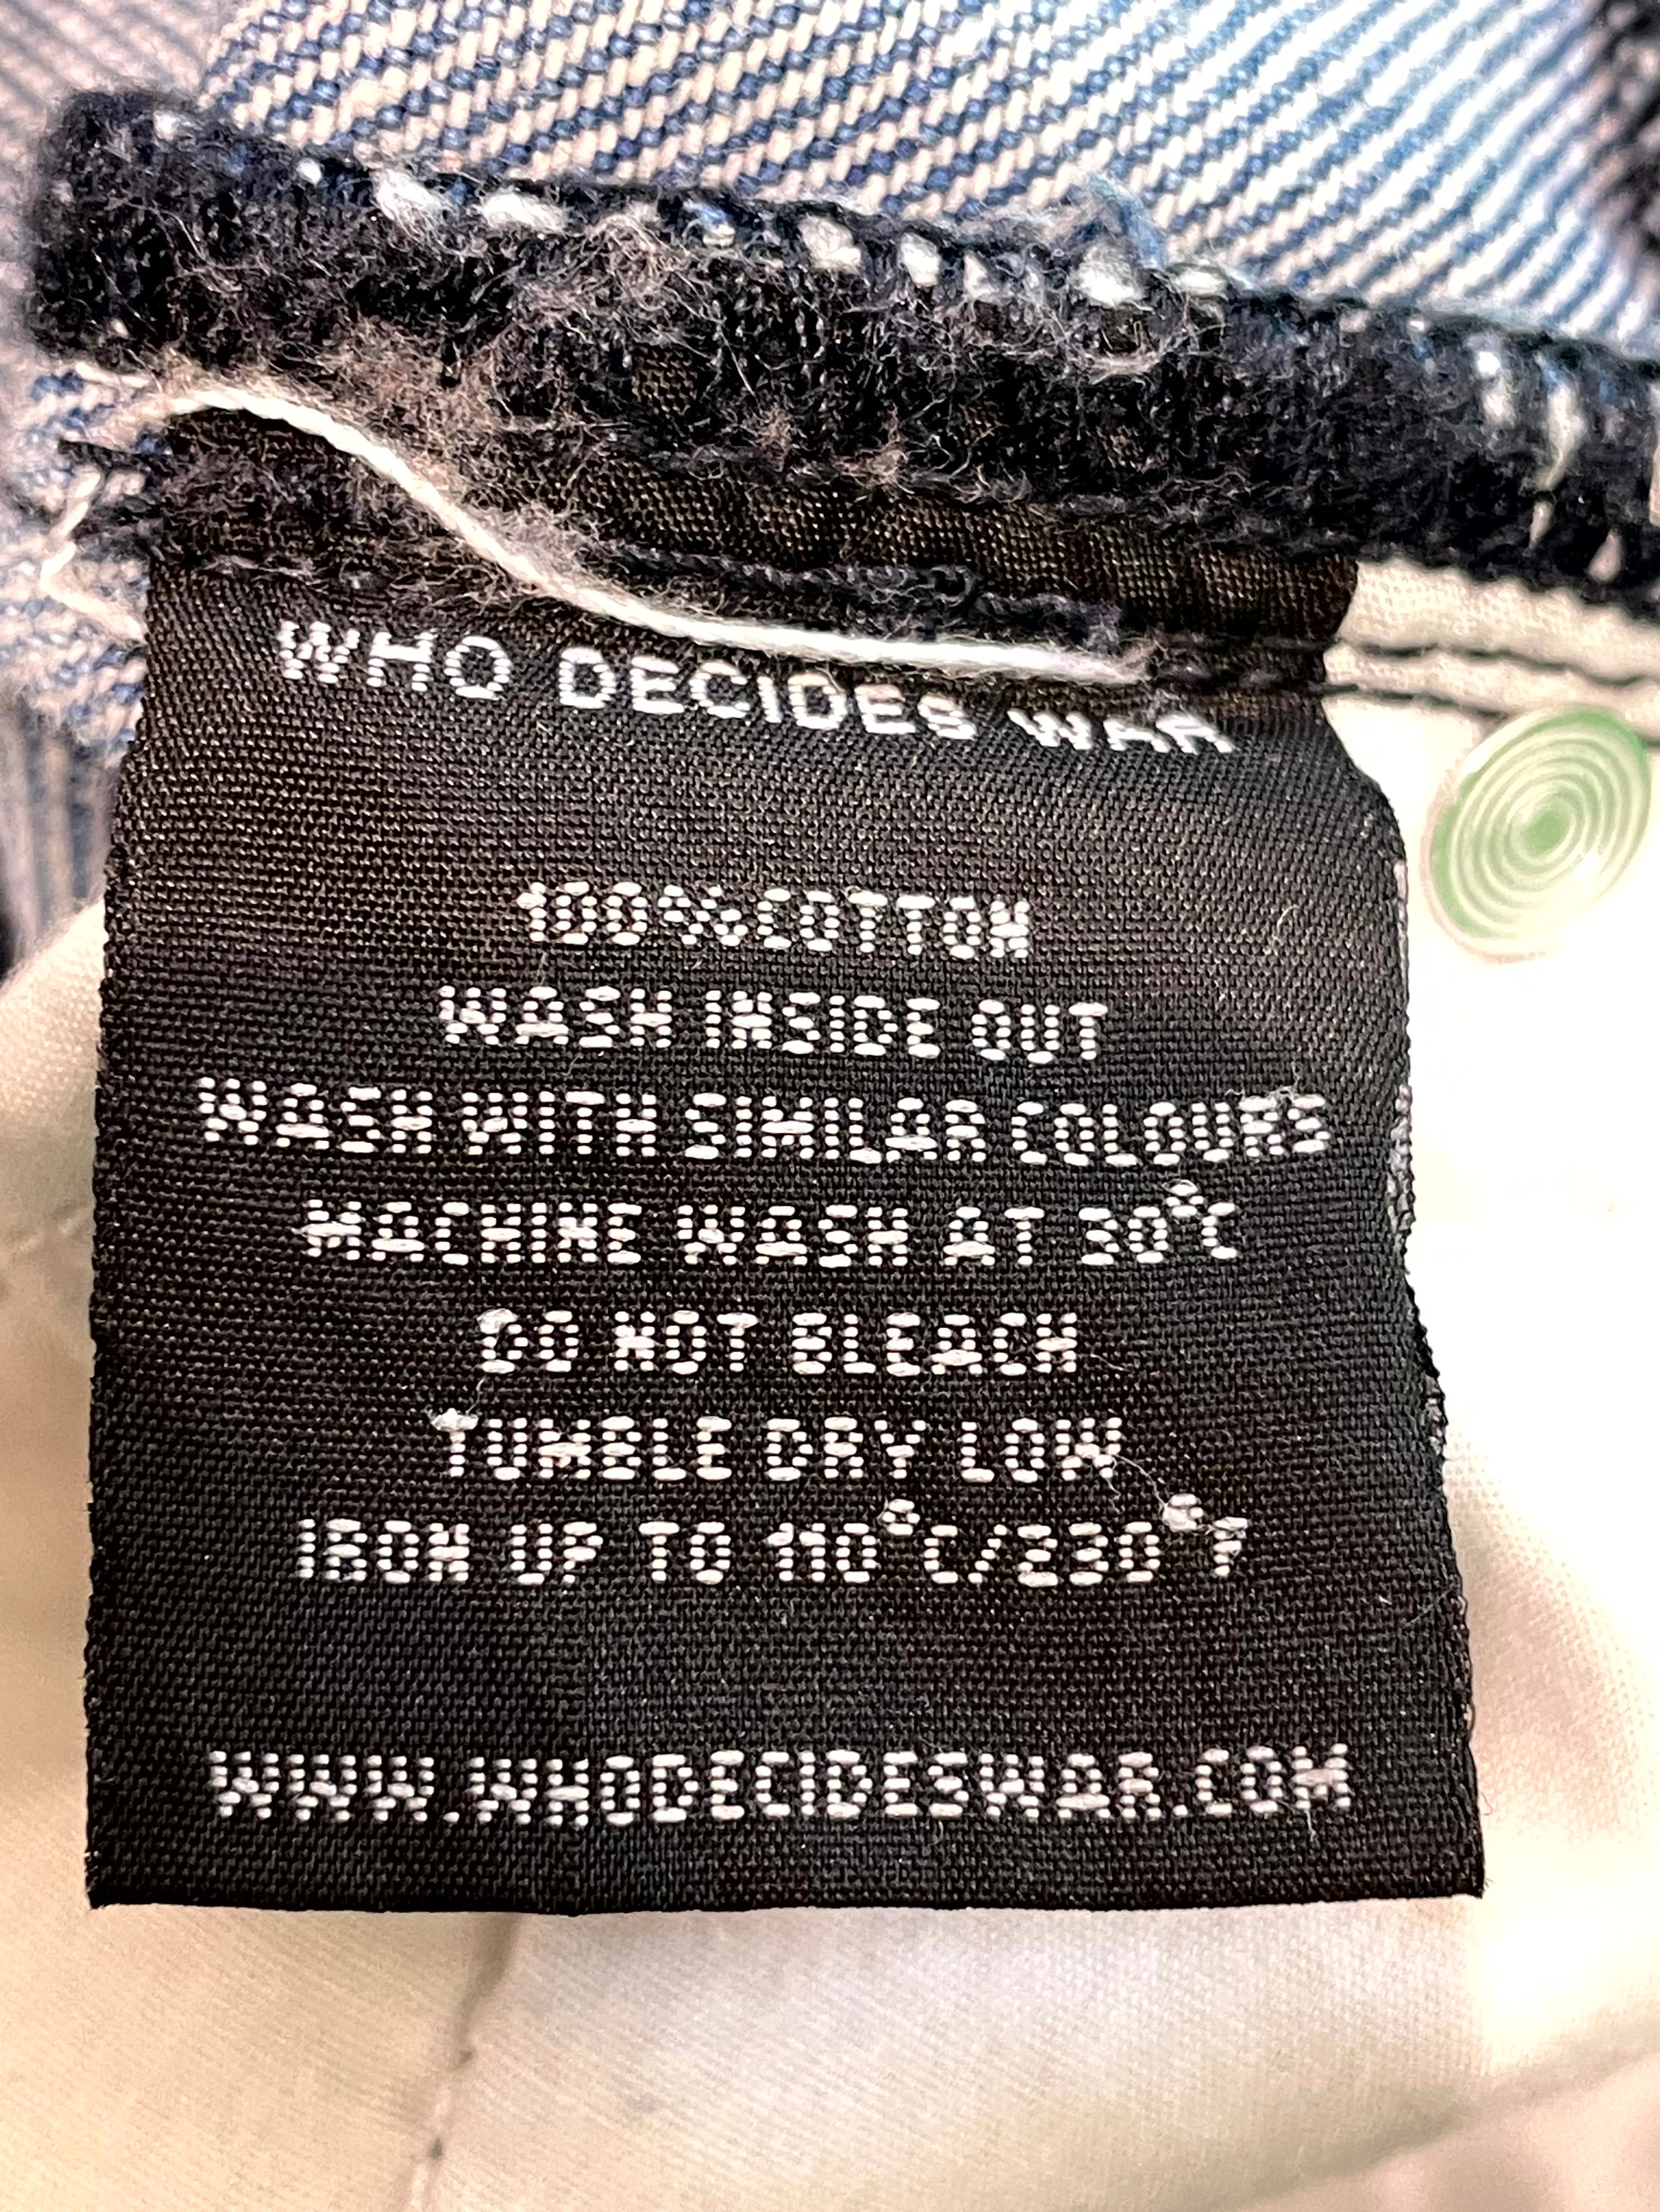 WHO DECIDES WAR
100% COTTON
WASH INSIDE OUT
WASH WITH SIMILAR COLOURS
MACHINE WASH AT 30°C
DO NOT BLEACH
TUMBLE DRY LOW
IRON UP TO 110°C/230°F
WWW.WHODECIDESWAR.COM